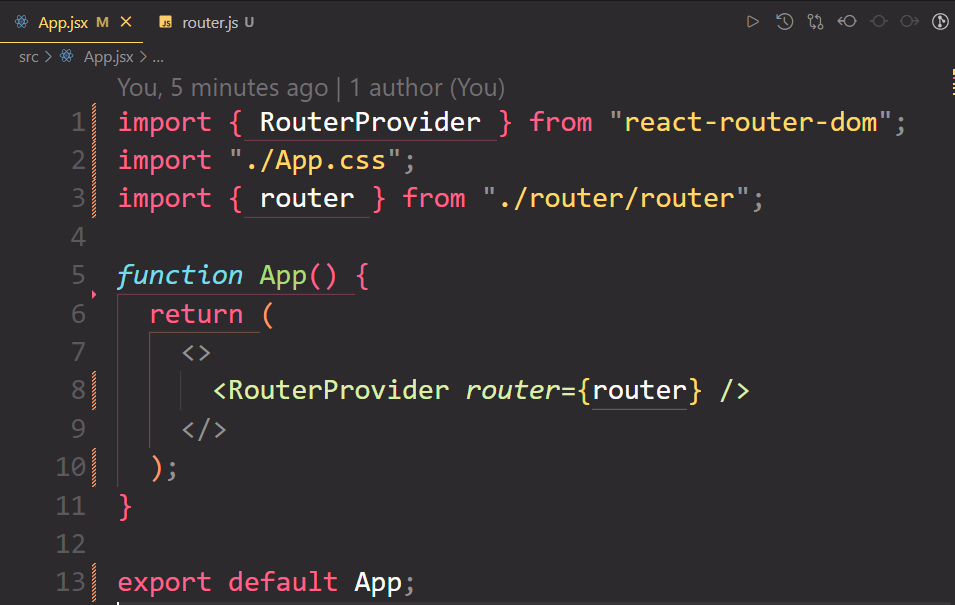 App.jsx M
JS router.js U
src > App.jsx > ...
You, 5 minutes ago | 1 author (You)
1 import { RouterProvider } from "react-router-dom";
2 import "./App.css";
3 import { router } from "./router/router";
4
5 function App() {
6 return (
7 <>
8 <RouterProvider router={router} />
9 </>
10 );
11 }
12
13 export default App;